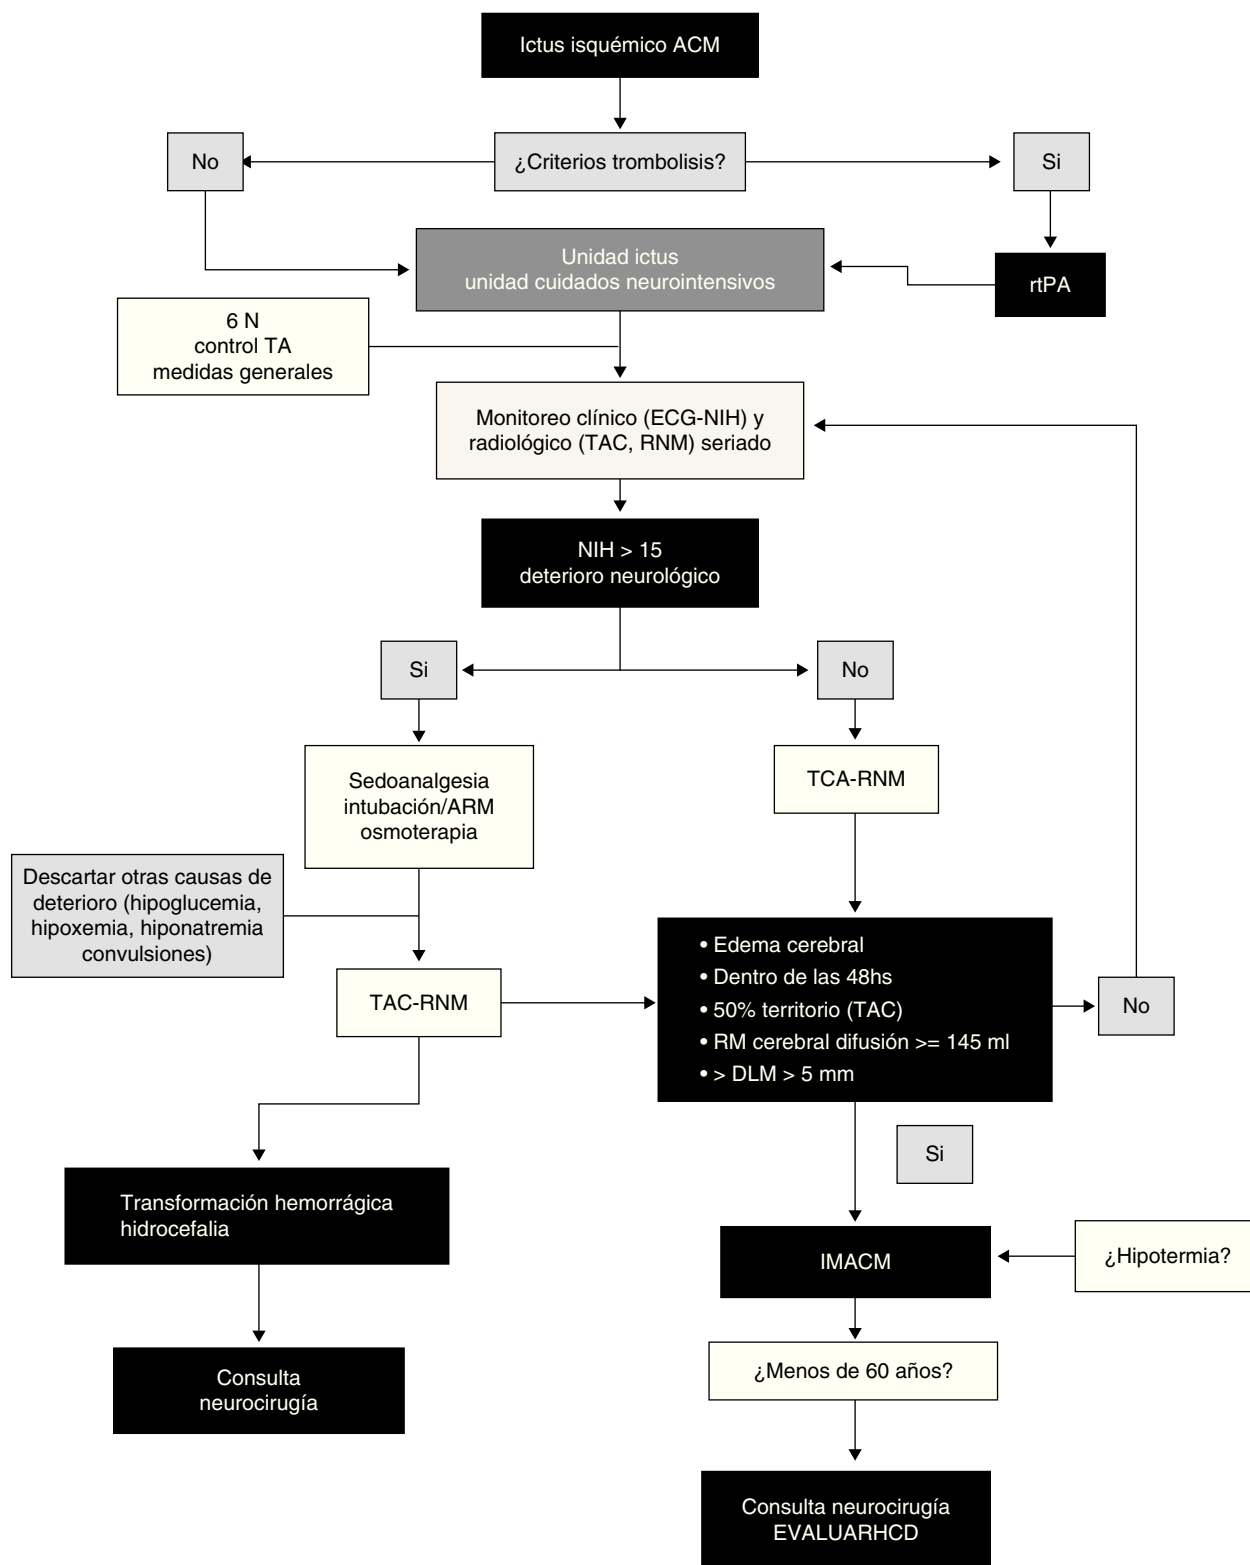 Ictus isquémico ACM
No
¿Criterios trombolisis?
Si
Unidad ictus
unidad cuidados neurointensivos
rtPA
6 N
control TA
medidas generales
Monitoreo clínico (ECG-NIH) y
radiológico (TAC, RNM) seriado
NIH > 15
deterioro neurológico
Si
No
Sedoanalgesia
intubación/ARM
osmoterapia
TCA-RNM
Descartar otras causas de
deterioro (hipoglucemia,
hipoxemia, hiponatremia
convulsiones)
TAC-RNM
• Edema cerebral
• Dentro de las 48hs
• 50% territorio (TAC)
• RM cerebral difusión >= 145 ml
• > DLM > 5 mm
No
Si
Transformación hemorrágica
hidrocefalia
IMACM
¿Hipotermia?
Consulta
neurocirugía
¿Menos de 60 años?
Consulta neurocirugía
EVALUARHCD